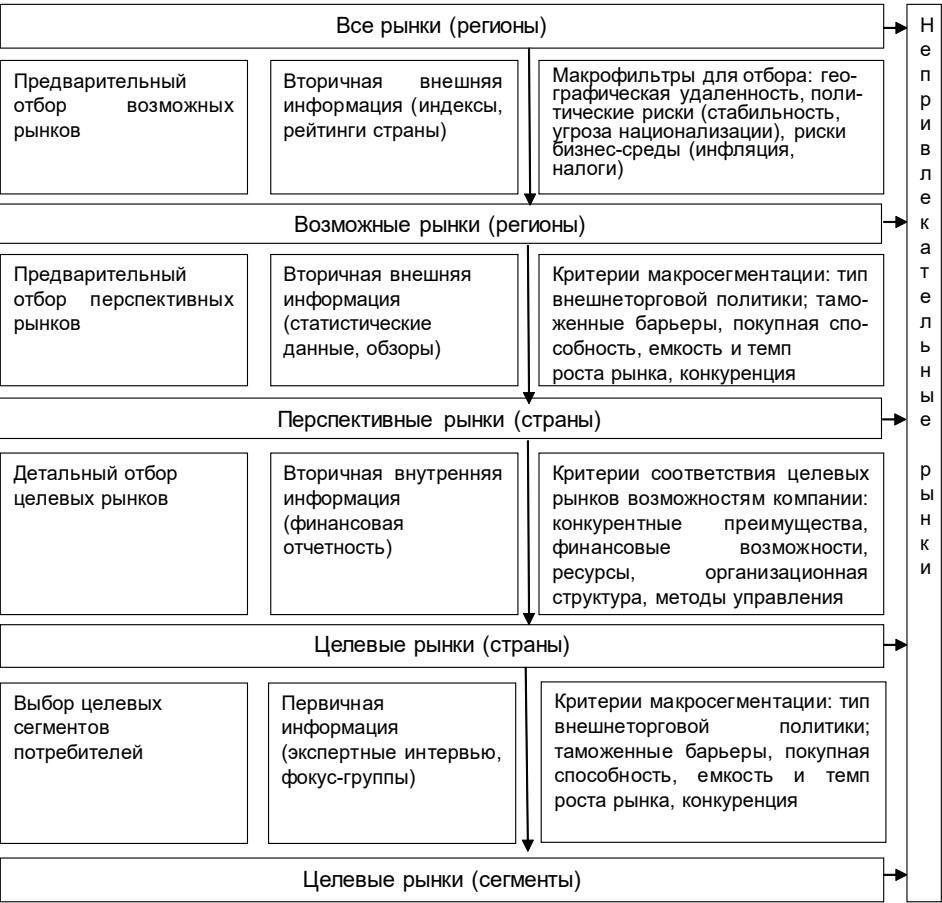 Все рынки (регионы)
Предварительный
отбор возможных
рынков
Вторичная внешняя
информация (индексы,
рейтинги страны)
Макрофильтры для отбора: гео-
графическая удаленность, поли-
тические риски (стабильность,
угроза национализации), риски
бизнес-среды (инфляция,
налоги)
Возможные рынки (регионы)
Предварительный
отбор перспективных
рынков
Вторичная внешняя
информация
(статистические
данные, обзоры)
Критерии макросегментации: тип
внешнеторговой политики; тамо-
женные барьеры, покупная спо-
собность, емкость и темп
роста рынка, конкуренция
Перспективные рынки (страны)
Детальный отбор
целевых рынков
Вторичная внутренняя
информация
(финансовая
отчетность)
Критерии соответствия целевых
рынков возможностям компании:
конкурентные преимущества,
финансовые возможности,
ресурсы, организационная
структура, методы управления
Целевые рынки (страны)
Выбор целевых
сегментов
потребителей
Первичная
информация
(экспертные интервью,
фокус-группы)
Критерии макросегментации: тип
внешнеторговой политики;
таможенные барьеры, покупная
способность, емкость и темп
роста рынка, конкуренция
Целевые рынки (сегменты)
Непривлекательные рынки